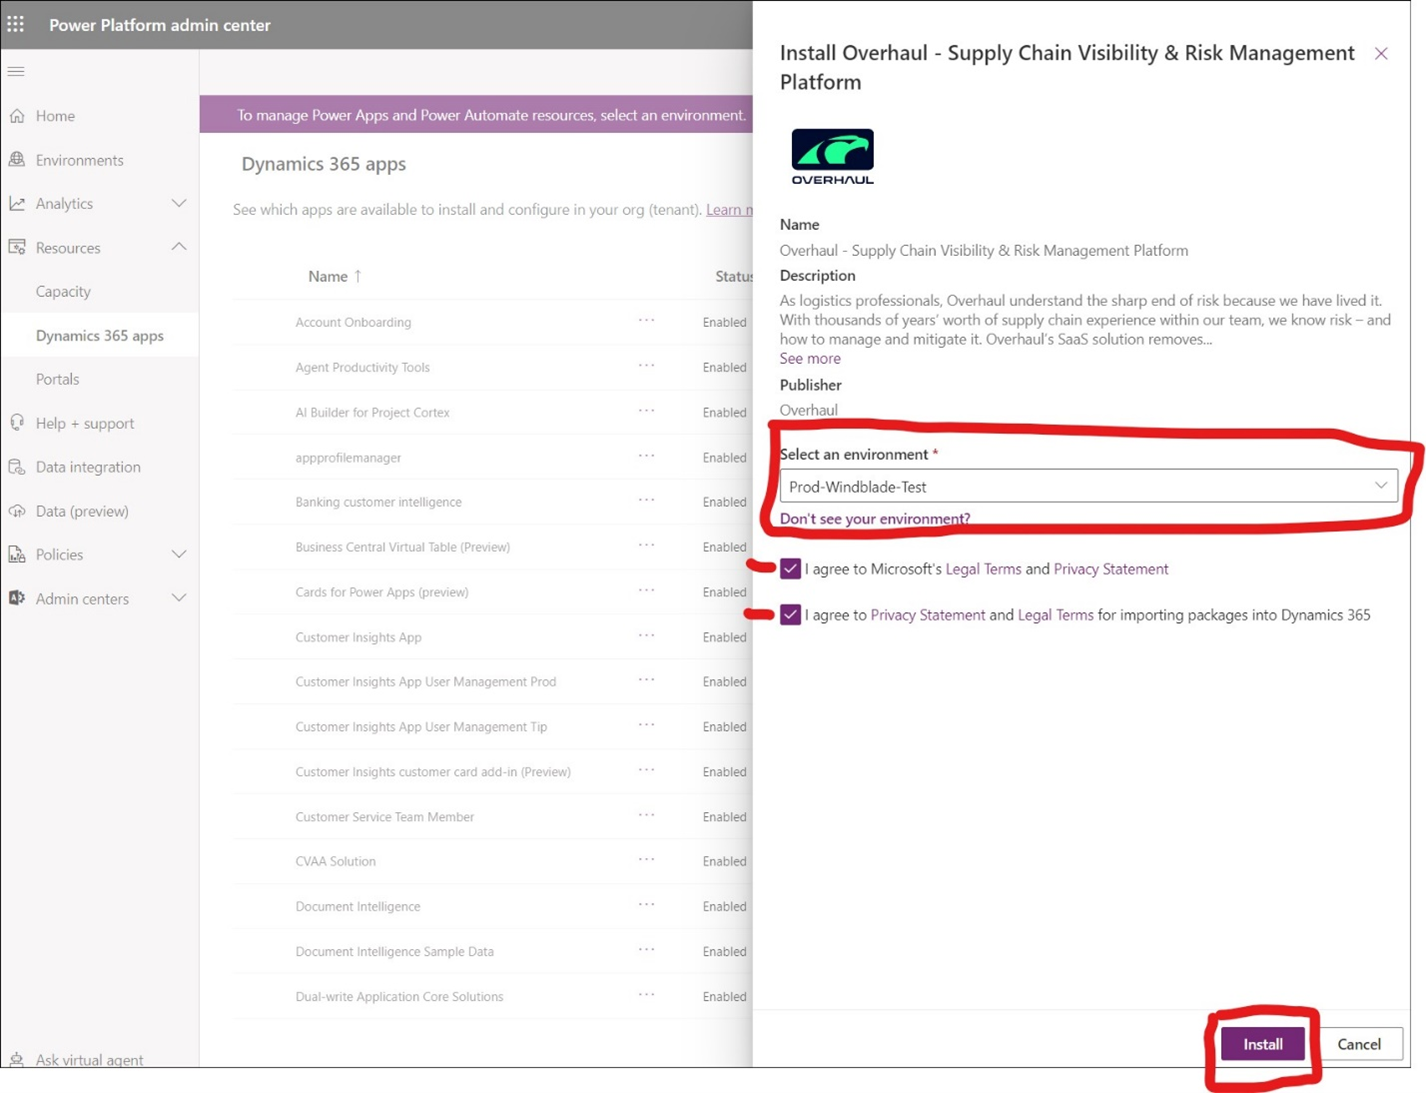 Power Platform admin center
Home
Environments
Analytics
Resources
Capacity
Dynamics 365 apps
Portals
Help + support
Data integration
Data (preview)
Policies
Admin centers
Ask virtual agent
To manage Power Apps and Power Automate resources, select an environment.
Dynamics 365 apps
See which apps are available to install and configure in your org (tenant). Learn
Name ↑ Status
Account Onboarding ... Enabled
Agent Productivity Tools ... Enabled
AI Builder for Project Cortex ... Enabled
appprofilemanager ... Enabled
Banking customer intelligence ... Enabled
Business Central Virtual Table (Preview) ... Enabled
Cards for Power Apps (preview) ... Enabled
Customer Insights App ... Enabled
Customer Insights App User Management Prod ... Enabled
Customer Insights App User Management Tip ... Enabled
Customer Insights customer card add-in (Preview) ... Enabled
Customer Service Team Member ... Enabled
CVAA Solution ... Enabled
Document Intelligence ... Enabled
Document Intelligence Sample Data ... Enabled
Dual-write Application Core Solutions ... Enabled
Install Overhaul - Supply Chain Visibility & Risk Management
Platform
OVERHAUL
Name
Overhaul - Supply Chain Visibility & Risk Management Platform
Description
As logistics professionals, Overhaul understand the sharp end of risk because we have lived it.
With thousands of years' worth of supply chain experience within our team, we know risk – and
how to manage and mitigate it. Overhaul's SaaS solution removes...
See more
Publisher
Overhaul
Select an environment *
Prod-Windblade-Test
Don't see your environment?
I agree to Microsoft's Legal Terms and Privacy Statement
I agree to Privacy Statement and Legal Terms for importing packages into Dynamics 365
Install
Cancel